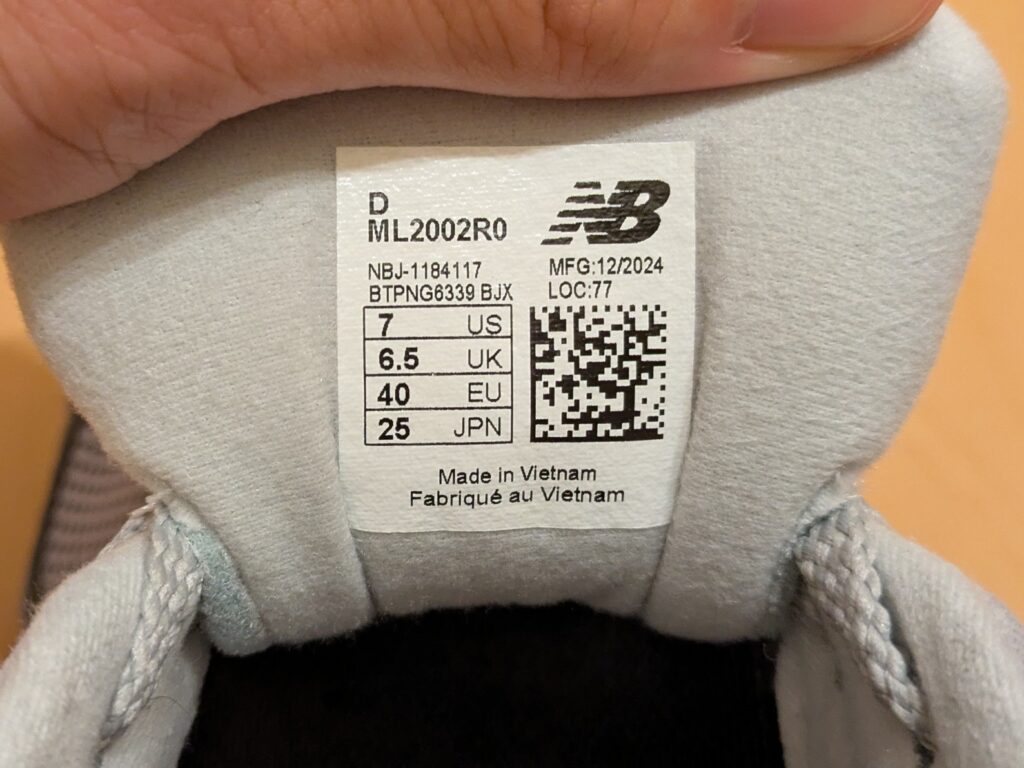 D
ML2002R0
NB
NBJ-1184117
MFG:12/2024
BTPNG6339 BJX
LOC:77
7 US
6.5 UK
40 EU
25 JPN
Made in Vietnam
Fabriqué au Vietnam